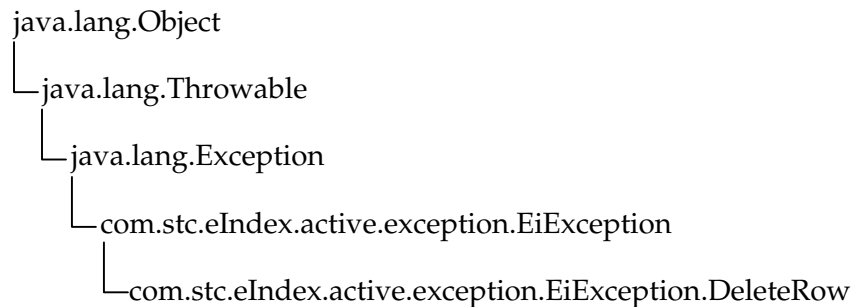 java.lang.Object
java.lang.Throwable
java.lang.Exception
com.stc.eIndex.active.exception.EiException
com.stc.eIndex.active.exception.EiException.DeleteRow